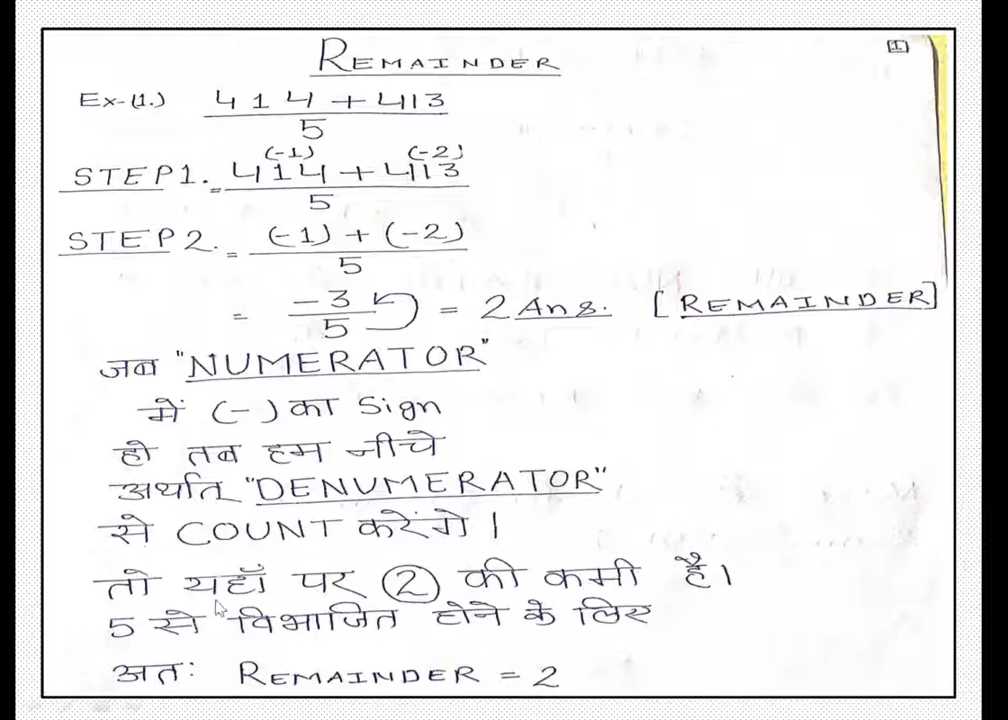 REMAINDER
[1]
Ex-(1.) 414 + 413
5
(-1) (-2)
STEP1. = 414 + 413
5
STEP2. = (-1) + (-2)
5
= -3/5 = 2 Ans. [REMAINDER]
जब "NUMERATOR"
में (-) का Sign
हो तब हम नीचे
अर्थात "DENUMERATOR"
से COUNT करेंगे।
तो यहाँ पर 2 की कमी है।
5 से विभाजित होने के लिए
अतः REMAINDER = 2